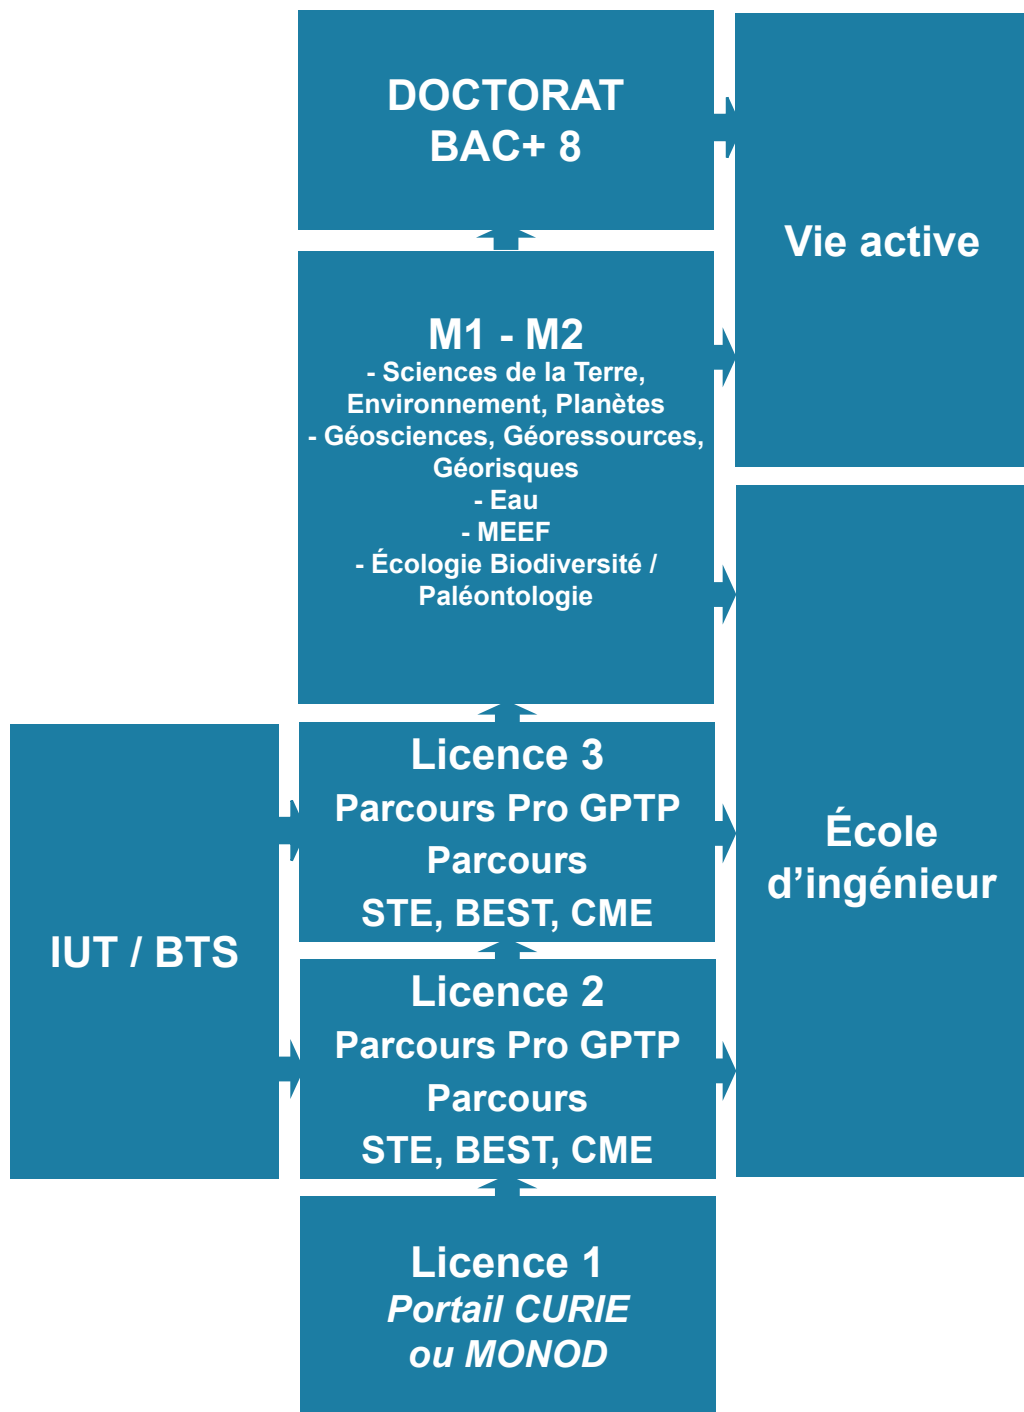 DOCTORAT
BAC+ 8
Vie active
M1 - M2
- Sciences de la Terre,
Environnement, Planètes
- Géosciences, Géoressources,
Géorisques
- Eau
- MEEF
- Écologie Biodiversité /
Paléontologie
Licence 3
Parcours Pro GPTP
Parcours
STE, BEST, CME
École
d’ingénieur
IUT / BTS
Licence 2
Parcours Pro GPTP
Parcours
STE, BEST, CME
Licence 1
Portail CURIE
ou MONOD